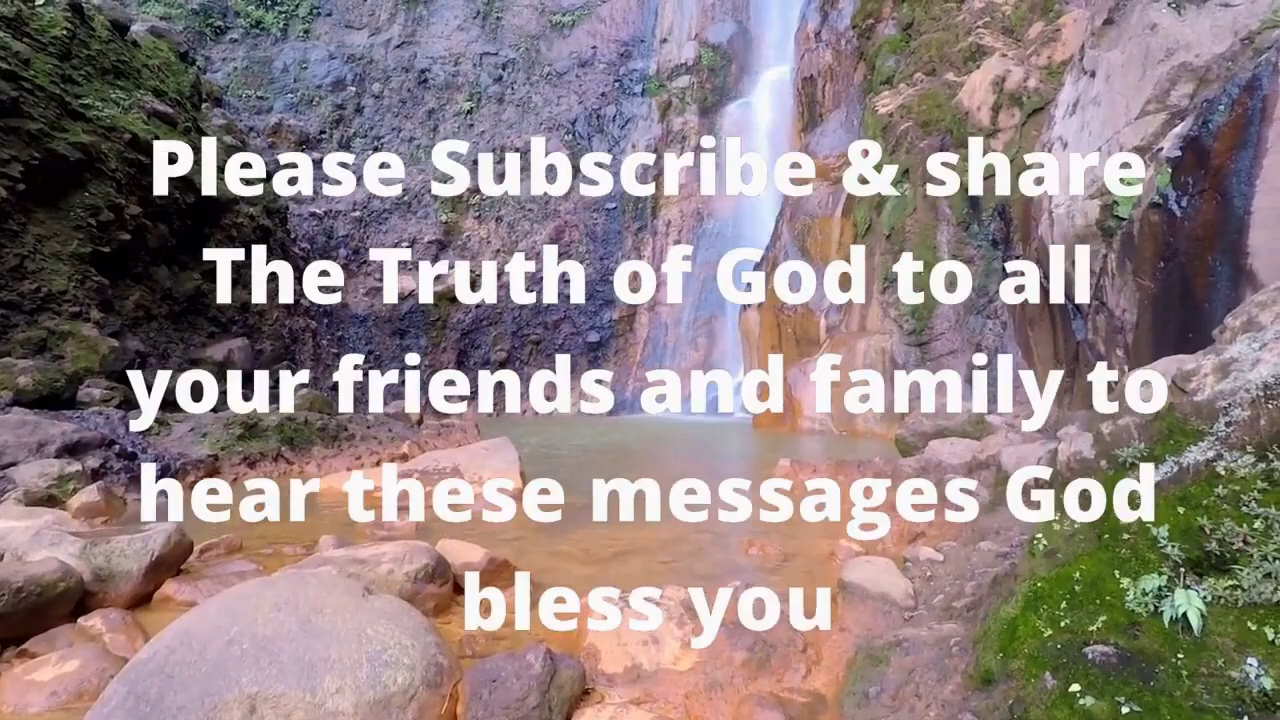 Please Subscribe & share
The Truth of God to all
your friends and family to
hear these messages God
bless you